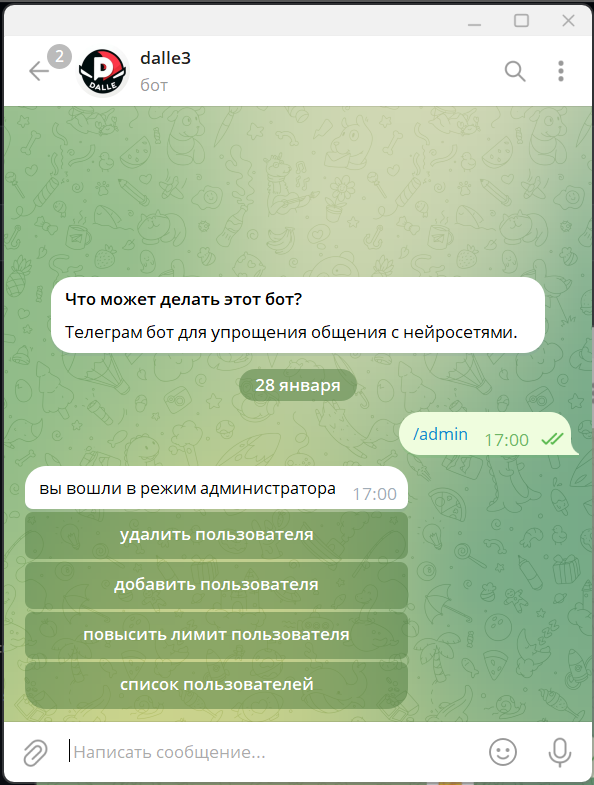 2
dalle3
бот
DALLE
Что может делать этот бот?
Телеграм бот для упрощения общения с нейросетями.
28 января
/admin 17:00
вы вошли в режим администратора 17:00
удалить пользователя
добавить пользователя
повысить лимит пользователя
список пользователей
Написать сообщение...